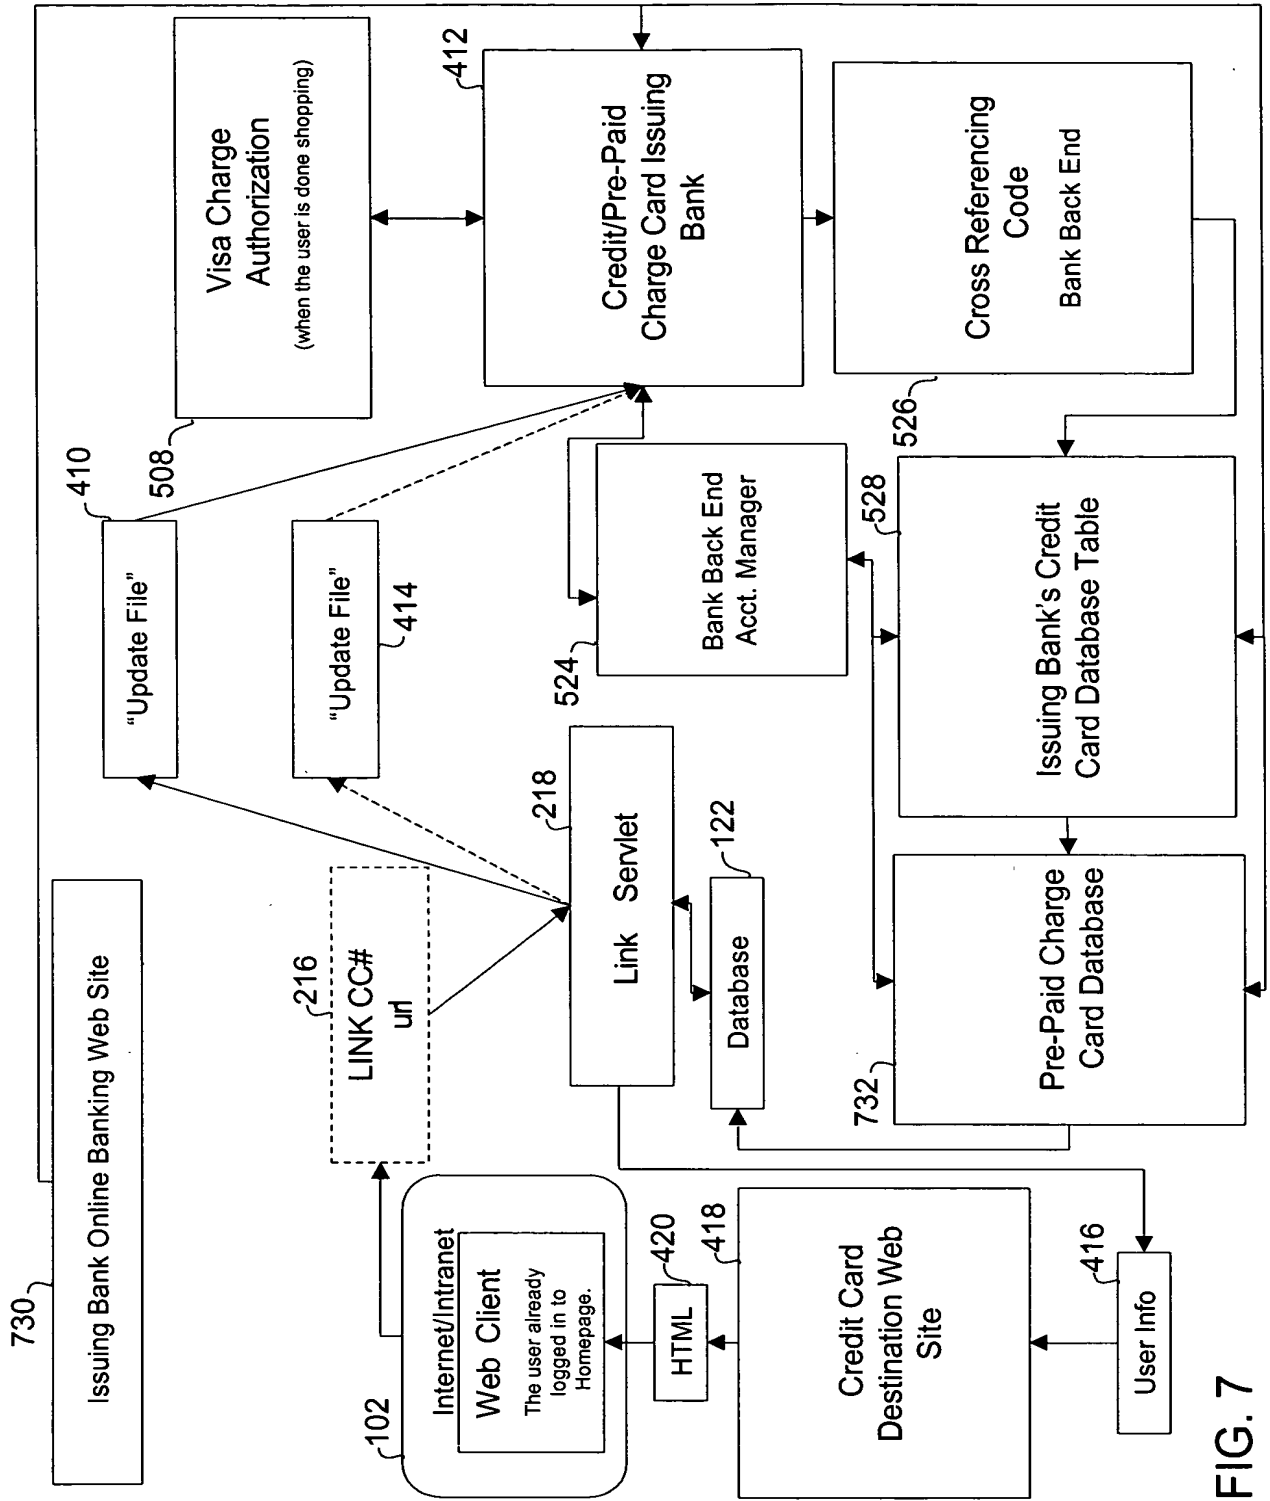 730
Issuing Bank Online Banking Web Site
102
Internet/Intranet
Web Client
The user already
logged in to
Homepage.
216
LINK CC#
url
410
"Update File"
"Update File"
414
508
Visa Charge
Authorization
(when the user is done shopping)
420
HTML
218
Link Servlet
122
Database
524
Bank Back End
Acct. Manager
412
Credit/Pre-Paid
Charge Card Issuing
Bank
418
Credit Card
Destination Web
Site
416
User Info
732
Pre-Paid Charge
Card Database
528
Issuing Bank's Credit
Card Database Table
526
Cross Referencing
Code
Bank Back End
FIG. 7